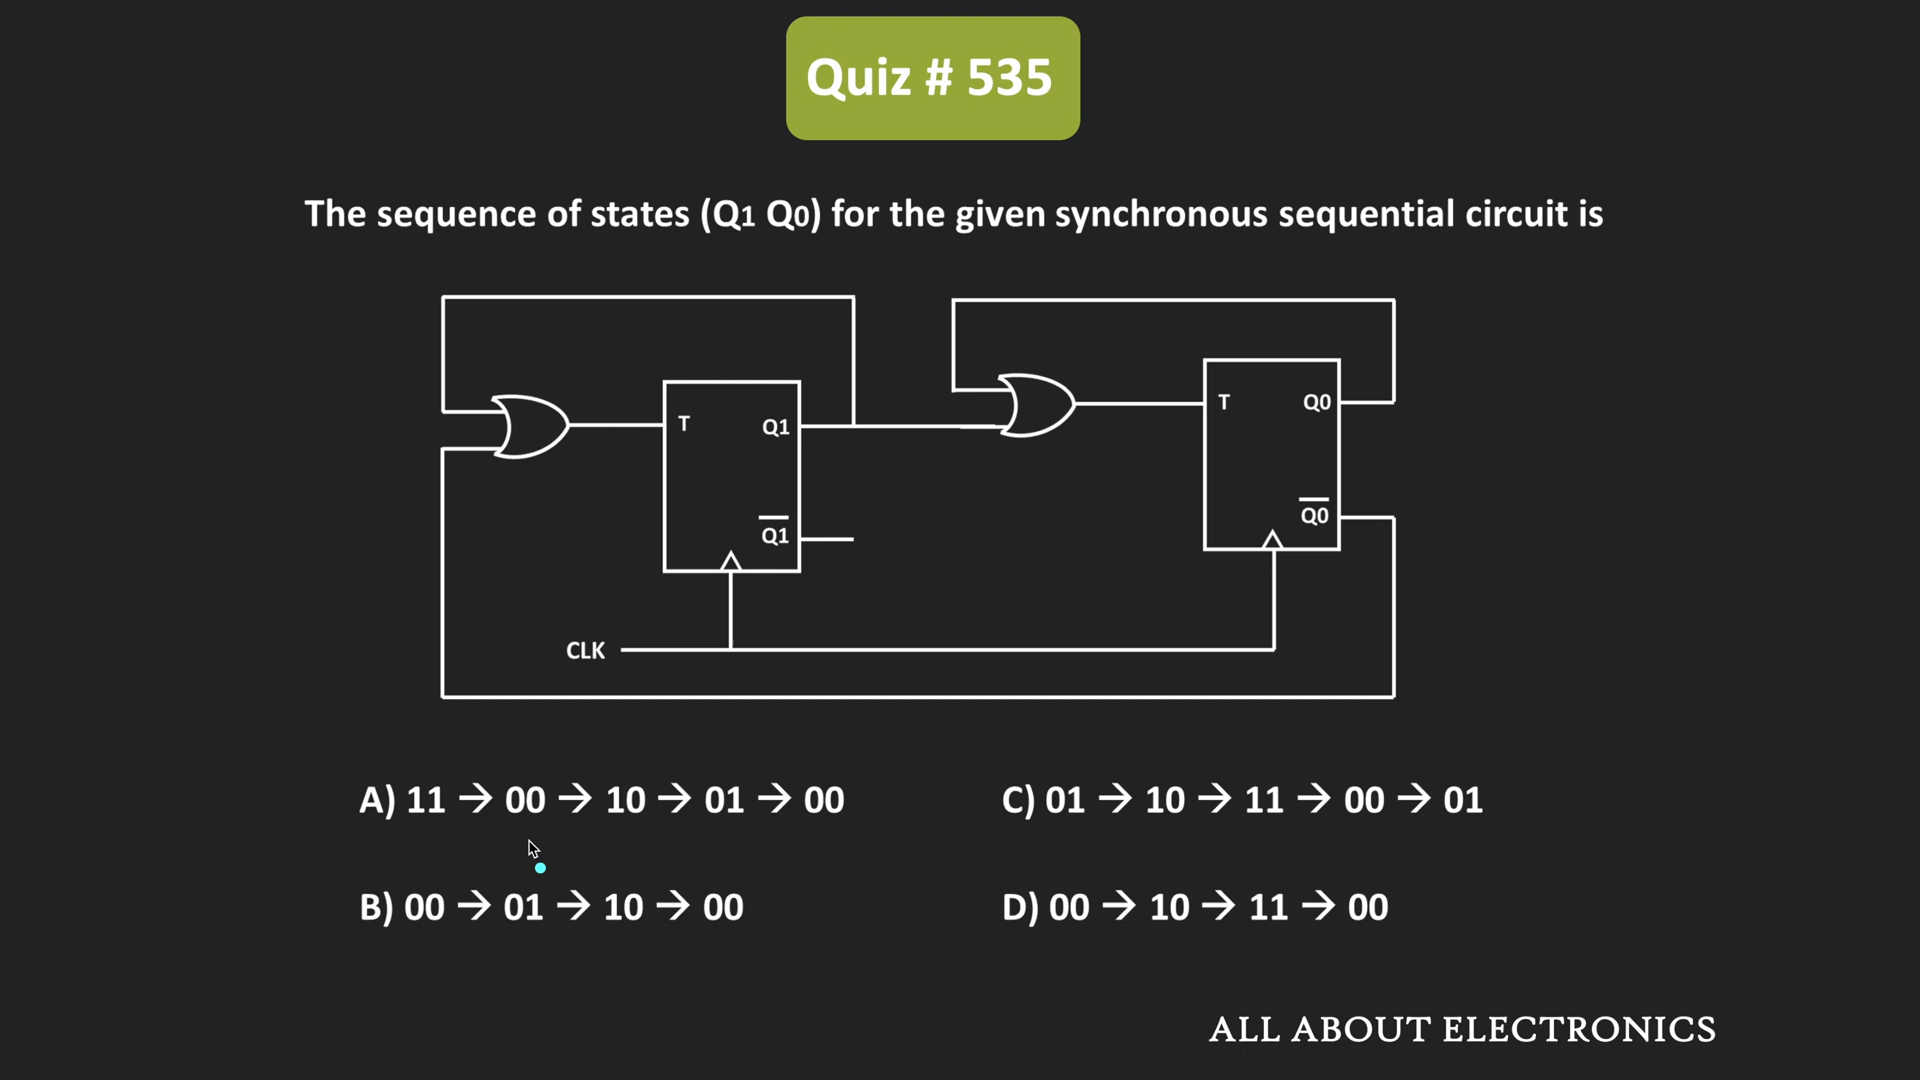 Quiz # 535
The sequence of states (Q1 Q0) for the given synchronous sequential circuit is
T Q1
Q1̅
T Q0
Q0̅
CLK
A) 11 → 00 → 10 → 01 → 00
C) 01 → 10 → 11 → 00 → 01
B) 00 → 01 → 10 → 00
D) 00 → 10 → 11 → 00
ALL ABOUT ELECTRONICS